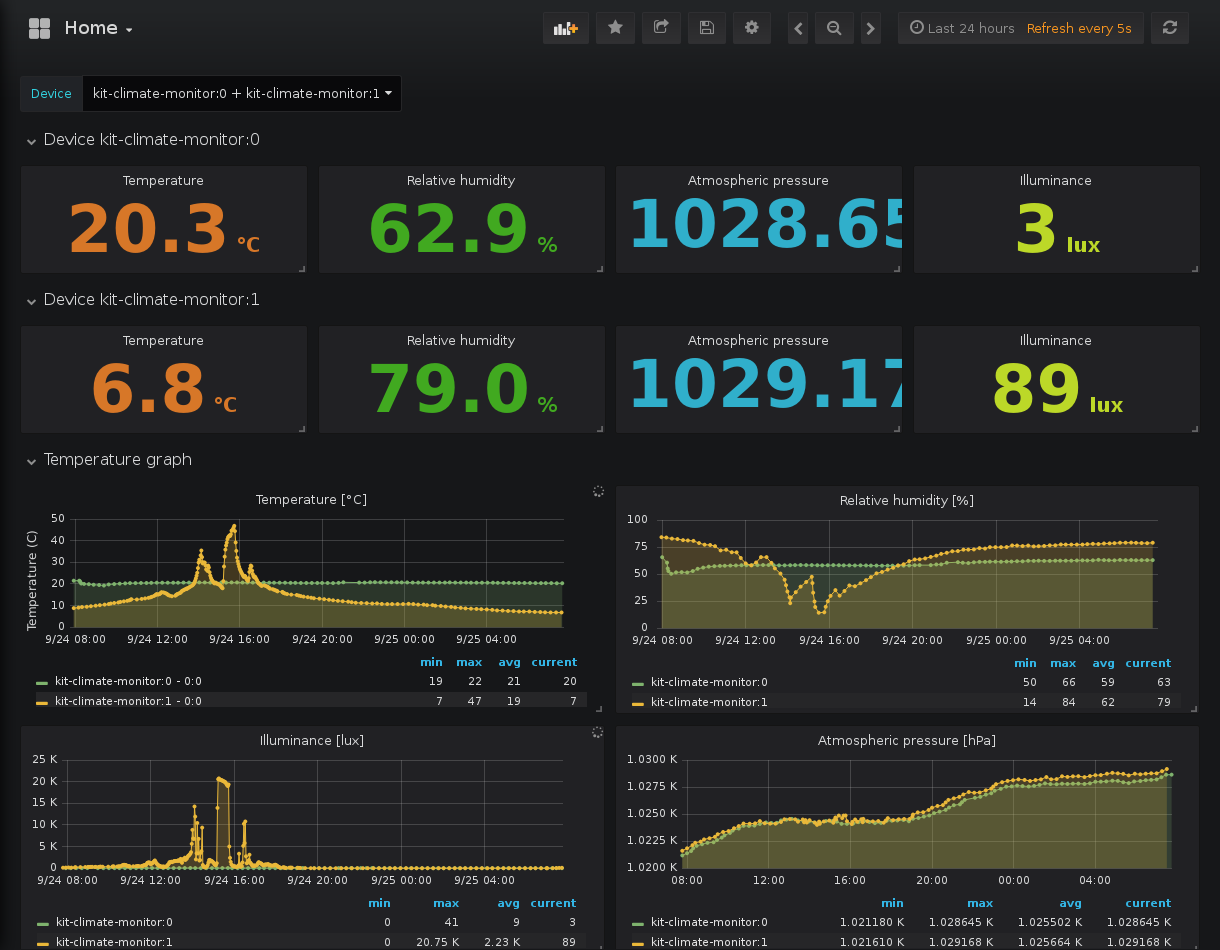 Home
Last 24 hours Refresh every 5s
Device kit-climate-monitor:0 + kit-climate-monitor:1
Device kit-climate-monitor:0
Temperature Relative humidity Atmospheric pressure Illuminance
20.3 °C 62.9 % 1028.65 3 lux
Device kit-climate-monitor:1
Temperature Relative humidity Atmospheric pressure Illuminance
6.8 °C 79.0 % 1029.17 89 lux
Temperature graph
Temperature [°C]
Temperature (C)
50
40
30
20
10
0
9/24 08:00 9/24 12:00 9/24 16:00 9/24 20:00 9/25 00:00 9/25 04:00
min max avg current
kit-climate-monitor:0 - 0:0 19 22 21 20
kit-climate-monitor:1 - 0:0 7 47 19 7
Relative humidity [%]
100
75
50
25
0
9/24 08:00 9/24 12:00 9/24 16:00 9/24 20:00 9/25 00:00 9/25 04:00
min max avg current
kit-climate-monitor:0 50 66 59 63
kit-climate-monitor:1 14 84 62 79
Illuminance [lux]
25 K
20 K
15 K
10 K
5 K
0
9/24 08:00 9/24 12:00 9/24 16:00 9/24 20:00 9/25 00:00 9/25 04:00
min max avg current
kit-climate-monitor:0 0 41 9 3
kit-climate-monitor:1 0 20.75 K 2.23 K 89
Atmospheric pressure [hPa]
1.0300 K
1.0275 K
1.0250 K
1.0225 K
1.0200 K
08:00 12:00 16:00 20:00 00:00 04:00
min max avg current
kit-climate-monitor:0 1.021180 K 1.028645 K 1.025502 K 1.028645 K
kit-climate-monitor:1 1.021610 K 1.029168 K 1.025664 K 1.029168 K